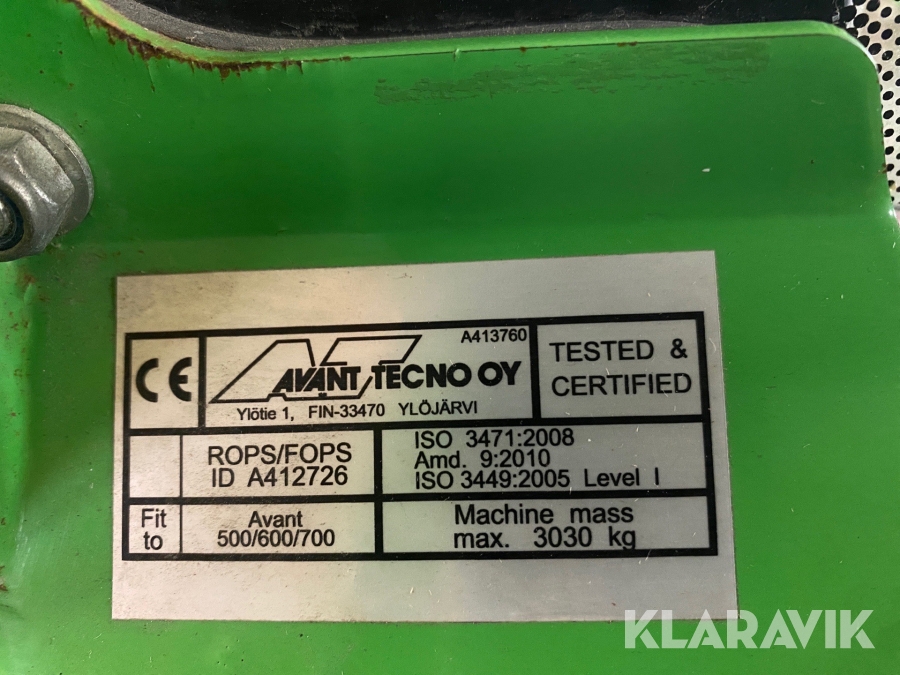 A413760
CE
AVANT TECNO OY
Ylötie 1, FIN-33470 YLÖJÄRVI
TESTED &
CERTIFIED
ROPS/FOPS
ID A412726
ISO 3471:2008
Amd. 9:2010
ISO 3449:2005 Level I
Fit
to
Avant
500/600/700
Machine mass
max. 3030 kg
KLARAVIK